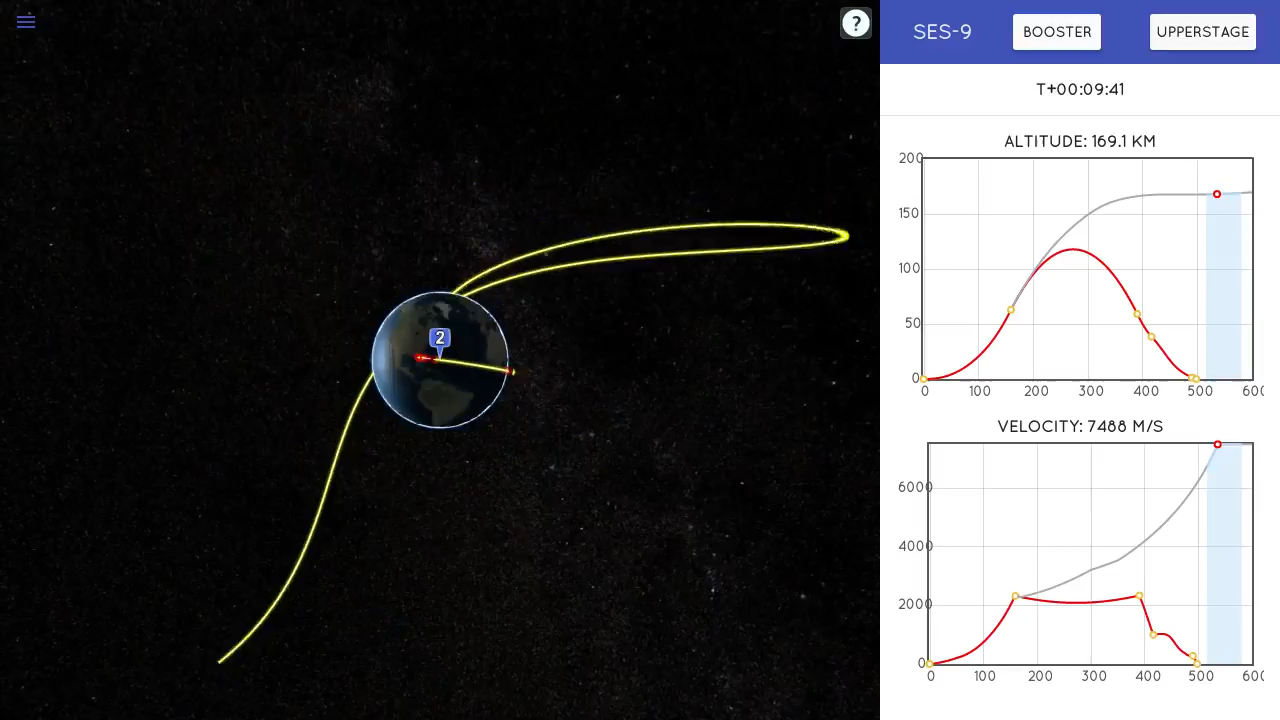 ?
SES-9
BOOSTER
UPPERSTAGE
T+00:09:41
ALTITUDE: 169.1 KM
200
150
100
50
0
0 100 200 300 400 500 600
VELOCITY: 7488 M/S
6000
4000
2000
0
0 100 200 300 400 500
2